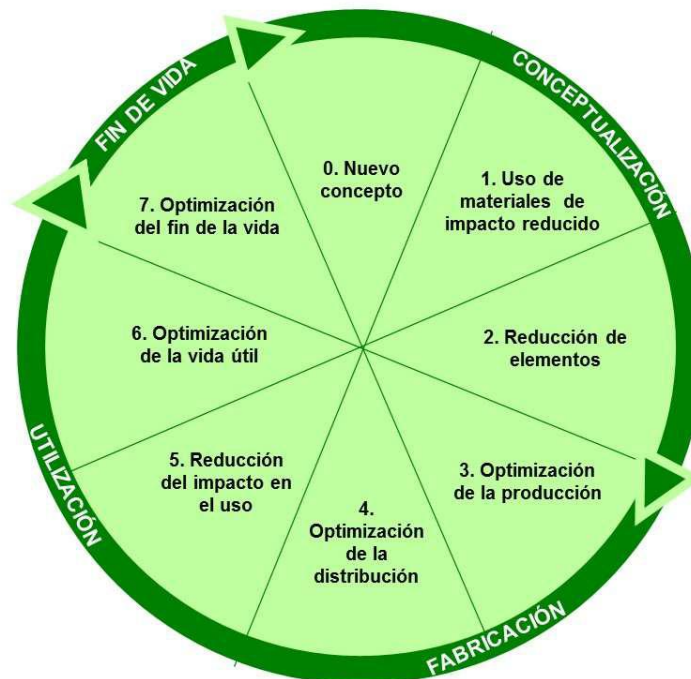 FIN DE VIDA
CONCEPTUALIZACIÓN
0. Nuevo
concepto
1. Uso de
materiales de
impacto reducido
2. Reducción de
elementos
3. Optimización
de la producción
4.
Optimización
de la
distribución
5. Reducción
del impacto en
el uso
6. Optimización
de la vida útil
7. Optimización
del fin de la vida
UTILIZACIÓN
FABRICACIÓN